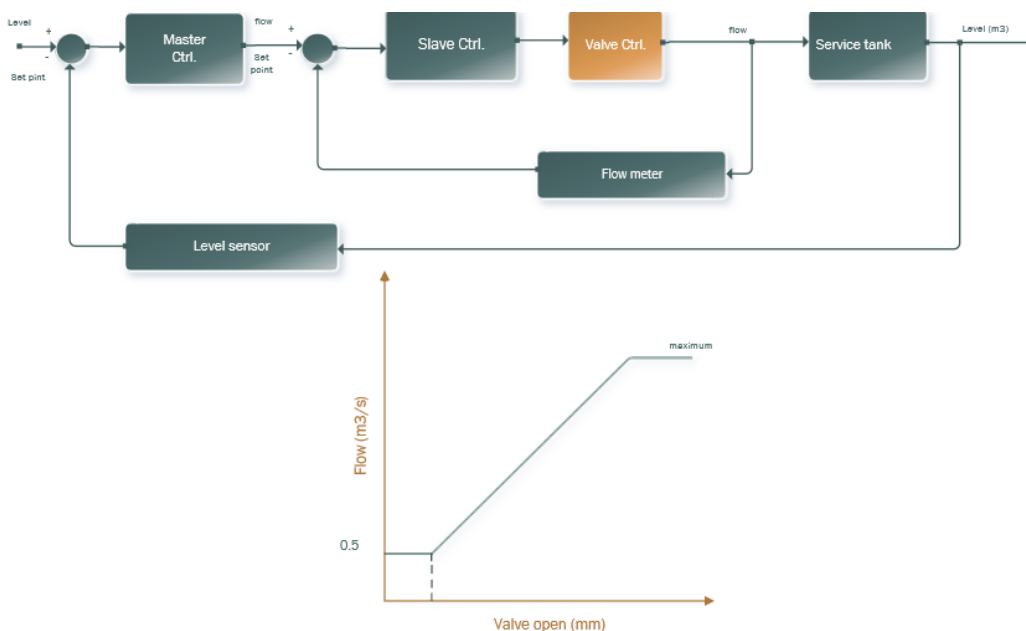 Level
+
-
Set pint
Master
Ctrl.
flow
Set
point
+
-
Slave Ctrl.
Valve Ctrl.
flow
Service tank
Level (m3)
Flow meter
Level sensor
maximum
Flow (m3/s)
0.5
Valve open (mm)